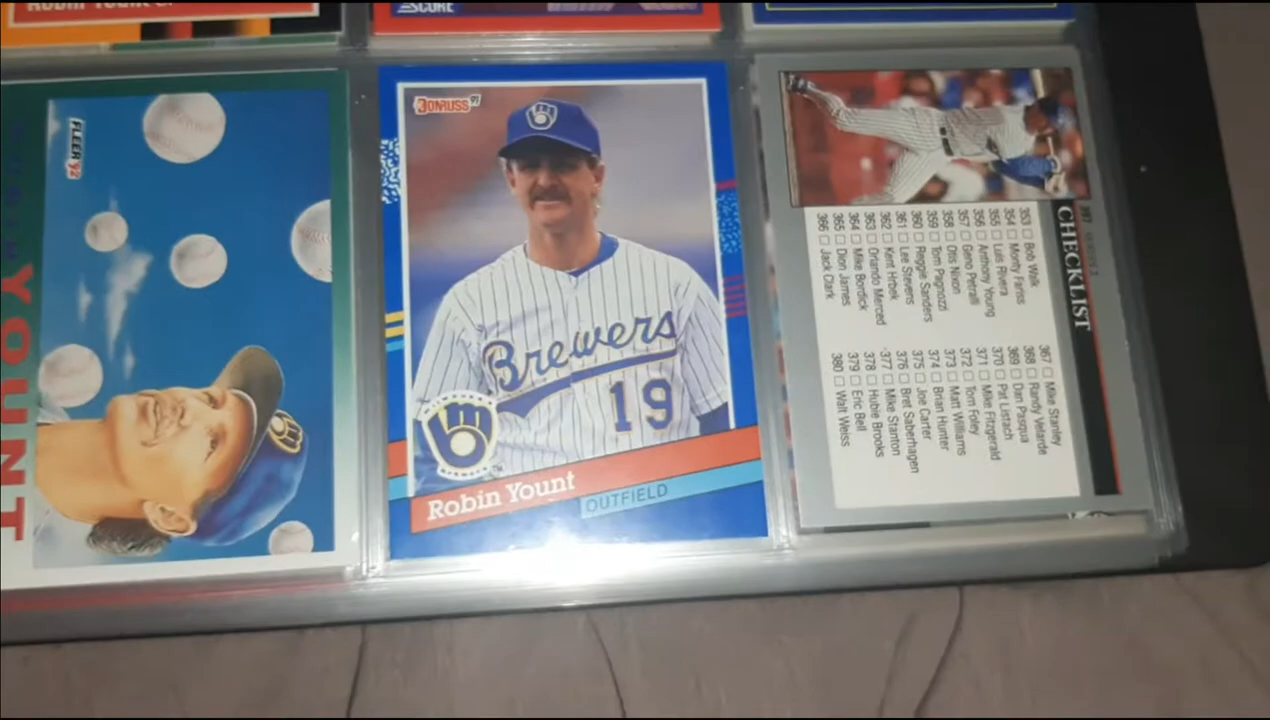 SCORE
FLEER '92
YOUNT
DONRUSS 91
Brewers
19
Robin Yount
OUTFIELD
CHECKLIST
353 Bob Walk
354 Monty Fariss
355 Luis Rivera
356 Anthony Young
357 Geno Petralli
358 Otis Nixon
359 Tom Pagnozzi
360 Reggie Sanders
361 Lee Stevens
362 Kent Hrbek
363 Orlando Merced
364 Mike Bordick
365 Dion James
366 Jack Clark
367 Mike Stanley
368 Randy Velarde
369 Dan Pasqua
370 Pat Listach
371 Mike Fitzgerald
372 Tom Foley
373 Matt Williams
374 Brian Hunter
375 Joe Carter
376 Bret Saberhagen
377 Mike Stanton
378 Hubie Brooks
379 Eric Bell
380 Walt Weiss